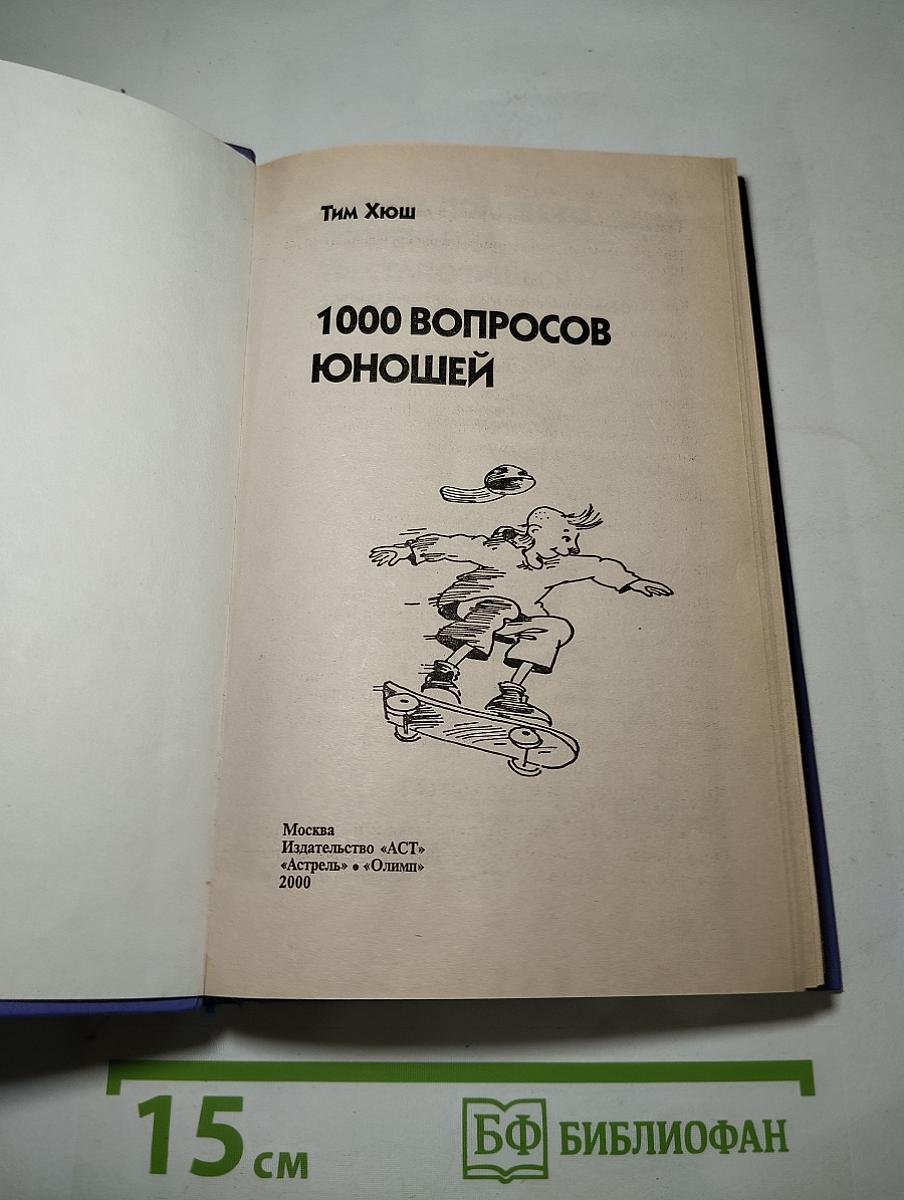 Тим Хюш
1000 ВОПРОСОВ
ЮНОШЕЙ
Москва
Издательство «АСТ»
«Астрель» • «Олимп»
2000
15 см
БФ БИБЛИОФАН